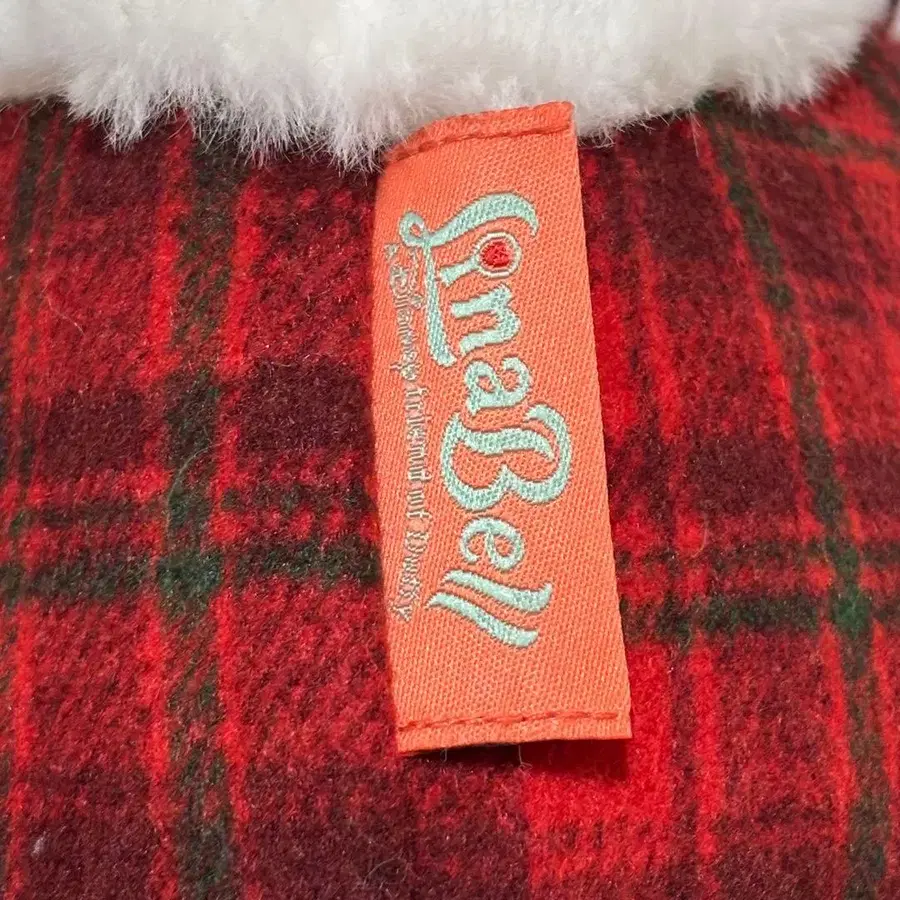 LinaBell
A Disney friend of Duffy